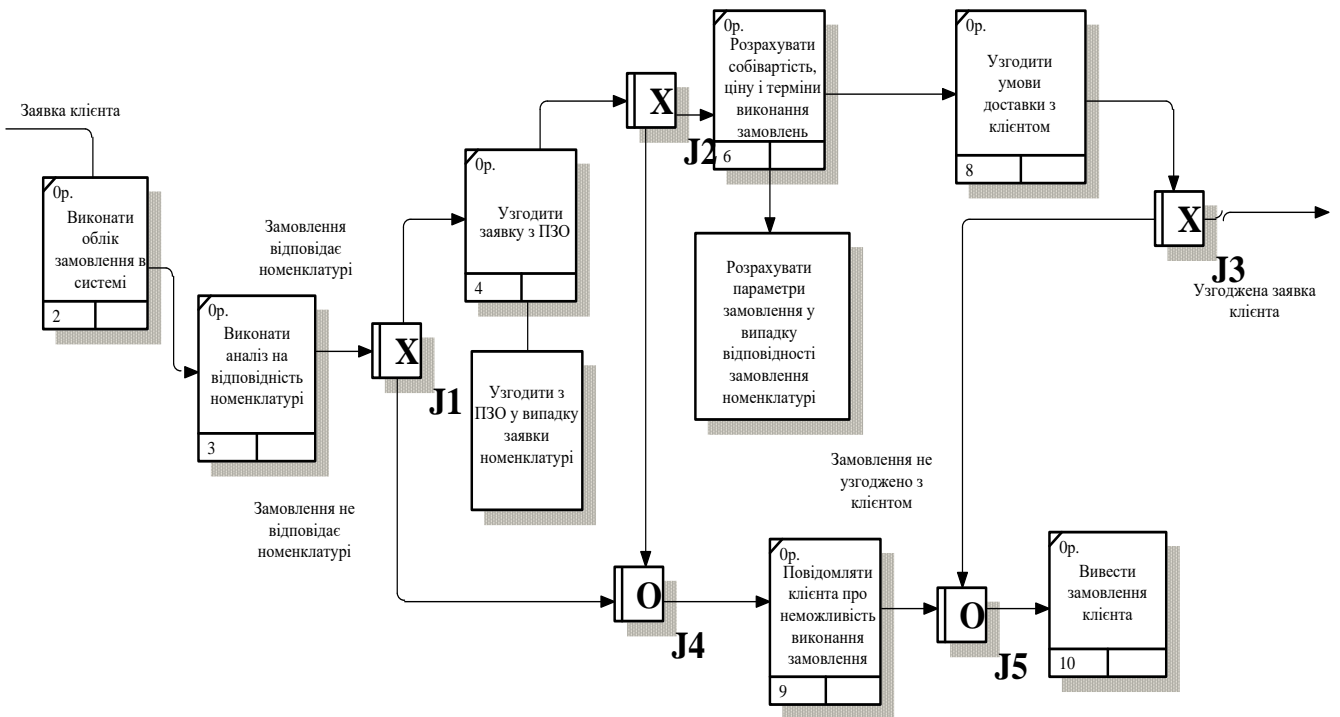 Заявка клієнта
0р.
Виконати
облік
замовлення в
системі
2
0р.
Виконати
аналіз на
відповідність
номенклатурі
3
Замовлення
відповідає
номенклатурі
Замовлення не
відповідає
номенклатурі
X
J1
0р.
Узгодити
заявку з ПЗО
4
Узгодити з
ПЗО у випадку
заявки
номенклатурі
X
J2
0р.
Розрахувати
собівартість,
ціну і терміни
виконання
замовлень
6
Розрахувати
параметри
замовлення у
випадку
відповідності
замовлення
номенклатурі
0р.
Узгодити
умови
доставки з
клієнтом
8
X
J3
Узгоджена заявка
клієнта
Замовлення не
узгоджено з
клієнтом
O
J4
0р.
Повідомляти
клієнта про
неможливість
виконання
замовлення
9
O
J5
0р.
Вивести
замовлення
клієнта
10